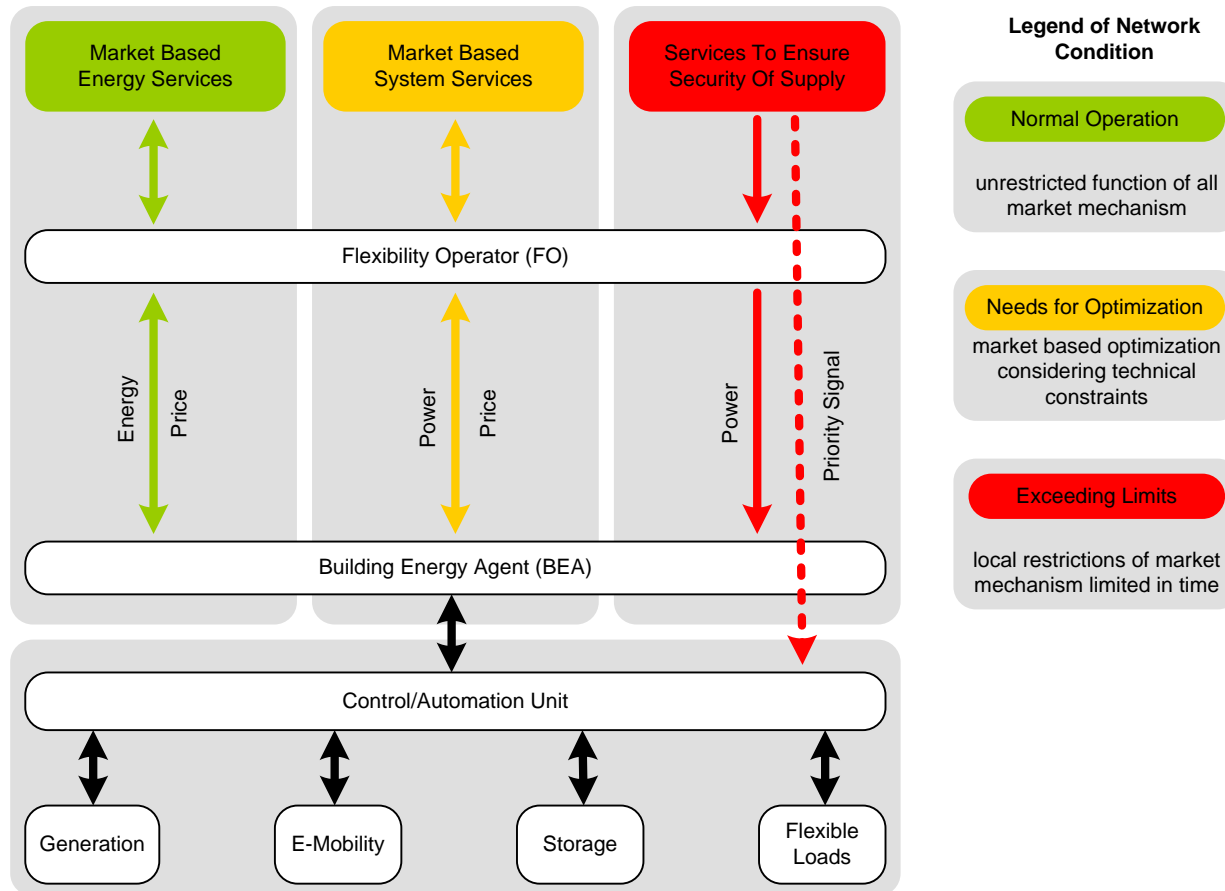 Market Based
Energy Services
Market Based
System Services
Services To Ensure
Security Of Supply
Flexibility Operator (FO)
Energy
Price
Power
Price
Power
Priority Signal
Building Energy Agent (BEA)
Control/Automation Unit
Generation
E-Mobility
Storage
Flexible
Loads
Legend of Network
Condition
Normal Operation
unrestricted function of all
market mechanism
Needs for Optimization
market based optimization
considering technical
constraints
Exceeding Limits
local restrictions of market
mechanism limited in time